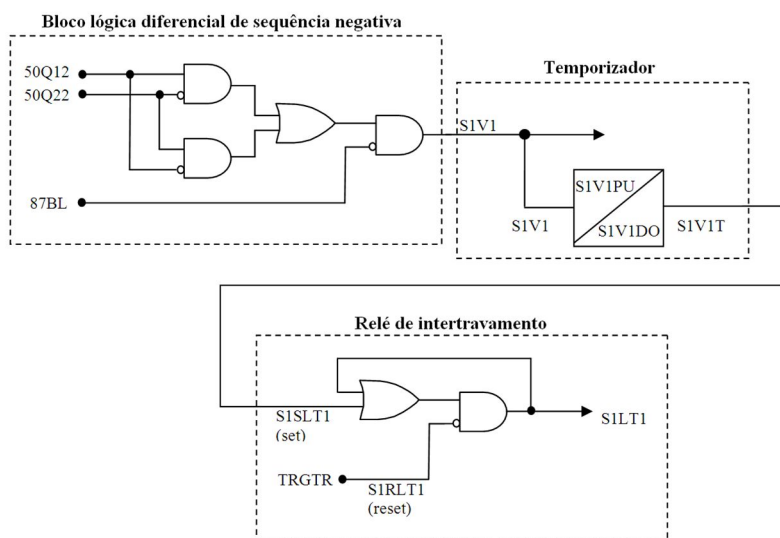 Bloco lógica diferencial de sequência negativa
50Q12
50Q22
87BL
Temporizador
S1V1
S1V1PU
S1V1DO
S1V1
S1V1T
Relé de intertravamento
S1SLT1
(set)
S1LT1
TRGTR
S1RLT1
(reset)